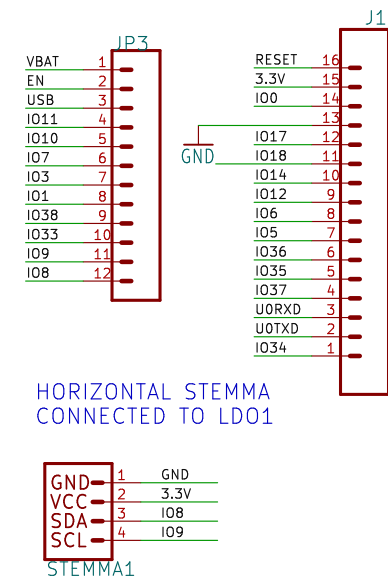 JP3
VBAT 1
EN 2
USB 3
IO11 4
IO10 5
IO7 6
IO3 7
IO1 8
IO38 9
IO33 10
IO9 11
IO8 12
J1
RESET 16
3.3V 15
IO0 14
13
GND
IO17 12
IO18 11
IO14 10
IO12 9
IO6 8
IO5 7
IO36 6
IO35 5
IO37 4
U0RXD 3
U0TXD 2
IO34 1
HORIZONTAL STEMMA
CONNECTED TO LDO1
GND 1 GND
VCC 2 3.3V
SDA 3 IO8
SCL 4 IO9
STEMMA1